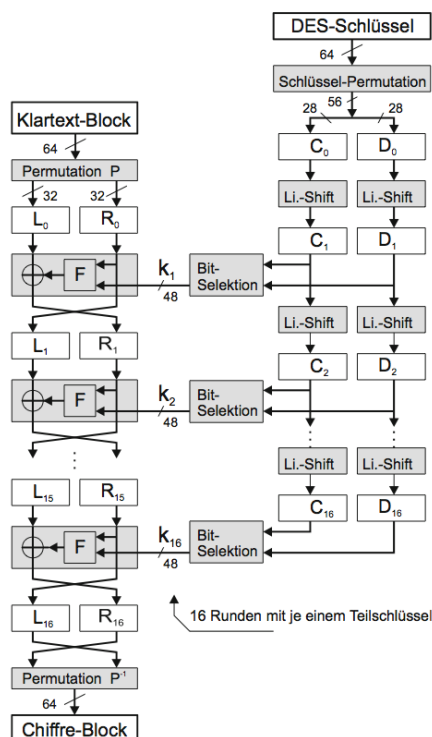 DES-Schlüssel
64
Schlüssel-Permutation
56
28
28
Klartext-Block
64
C0
D0
Permutation P
32
32
Li.-Shift
Li.-Shift
L0
R0
C1
D1
F
k1
48
Bit-
Selektion
Li.-Shift
Li.-Shift
L1
R1
C2
D2
F
k2
48
Bit-
Selektion
Li.-Shift
Li.-Shift
L15
R15
C16
D16
F
k16
48
Bit-
Selektion
L16
R16
16 Runden mit je einem Teilschlüssel
Permutation P-1
64
Chiffre-Block